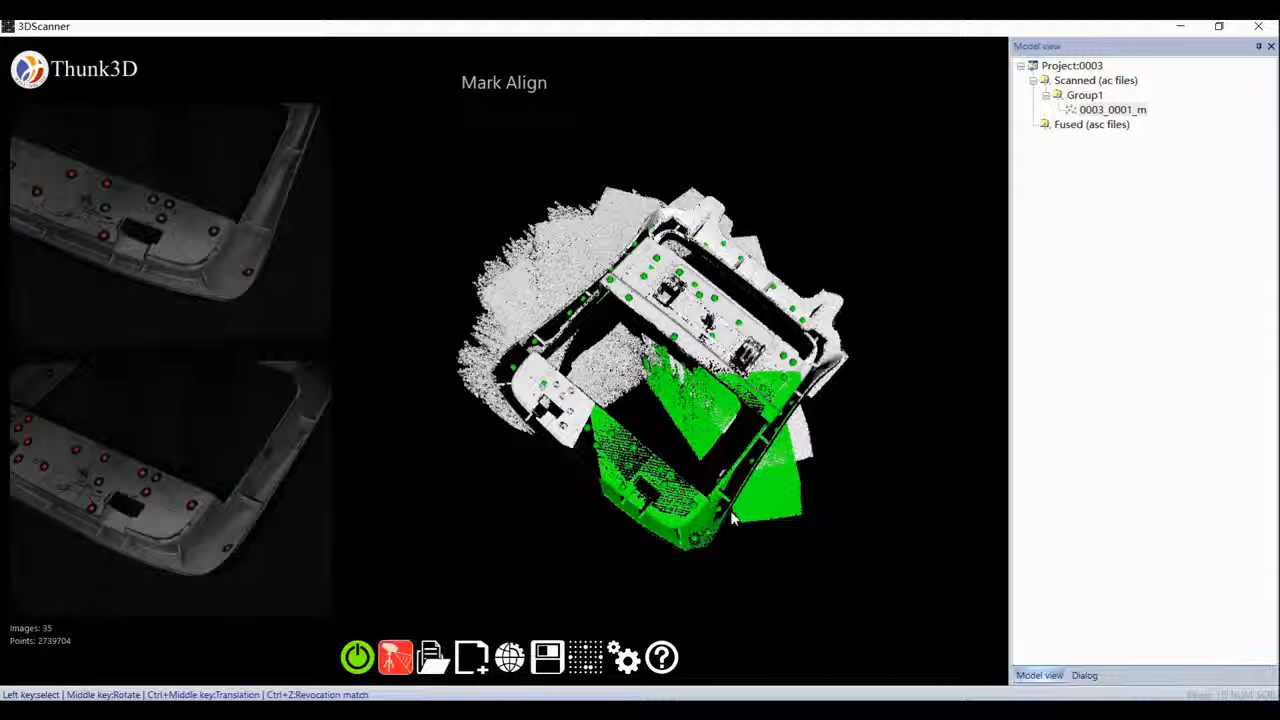 3DScanner
Thunk3D
Mark Align
Model view
Project:0003
Scanned (ac files)
Group1
0003_0001_m
Fused (asc files)
Images: 35
Points: 2739704
Model view
Dialog
Left key:select | Middle key:Rotate | Ctrl+Middle key:Translation | Ctrl+Z:Revocation match